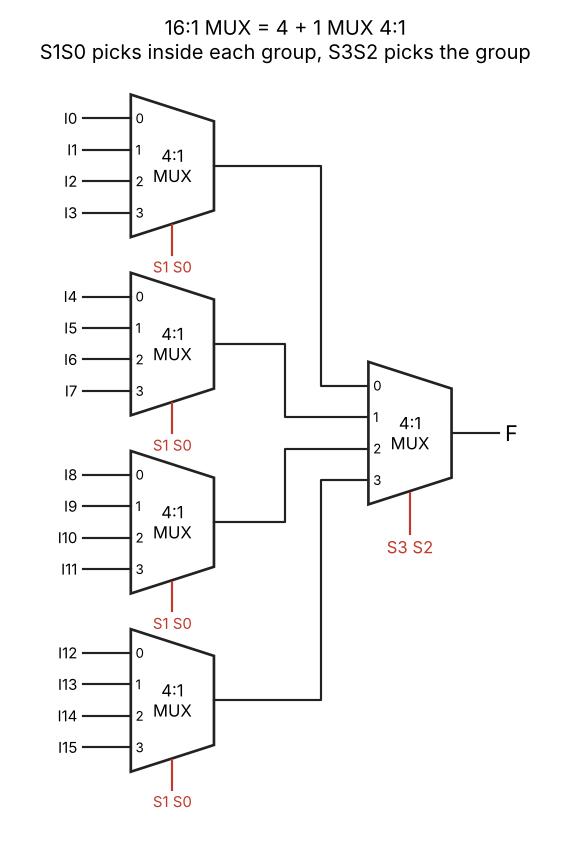 16:1 MUX = 4 + 1 MUX 4:1
S1S0 picks inside each group, S3S2 picks the group
I0
0
I1
1
I2
2
I3
3
4:1
MUX
S1 S0
I4
0
I5
1
I6
2
I7
3
4:1
MUX
S1 S0
I8
0
I9
1
I10
2
I11
3
4:1
MUX
S1 S0
I12
0
I13
1
I14
2
I15
3
4:1
MUX
S1 S0
0
1
2
3
4:1
MUX
S3 S2
F